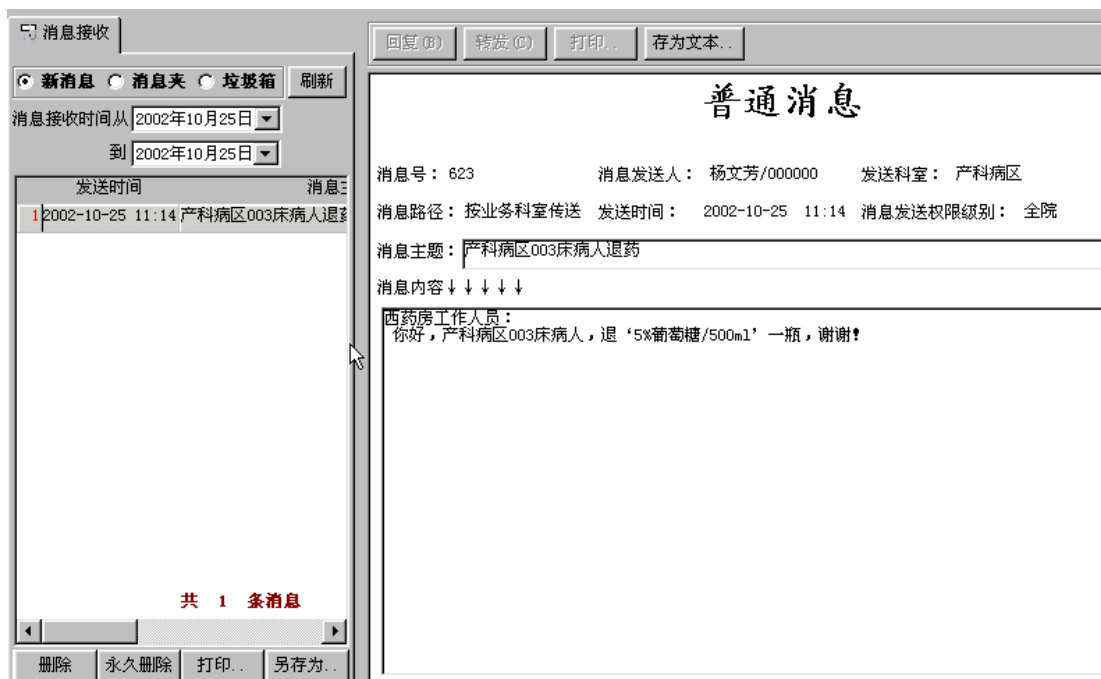 消息接收
新消息 消息夹 垃圾箱 刷新
消息接收时间从 2002年10月25日
到 2002年10月25日
发送时间 消息
1 2002-10-25 11:14 产科病区003床病人退药
共 1 条消息
删除 永久删除 打印.. 另存为..
回复(B) 转发(C) 打印.. 存为文本..
普通消息
消息号：623 消息发送人： 杨文芳/000000 发送科室： 产科病区
消息路径：按业务科室传送 发送时间： 2002-10-25 11:14 消息发送权限级别： 全院
消息主题：产科病区003床病人退药
消息内容↓↓↓↓↓
西药房工作人员：
你好，产科病区003床病人，退‘5%葡萄糖/500ml’一瓶，谢谢！